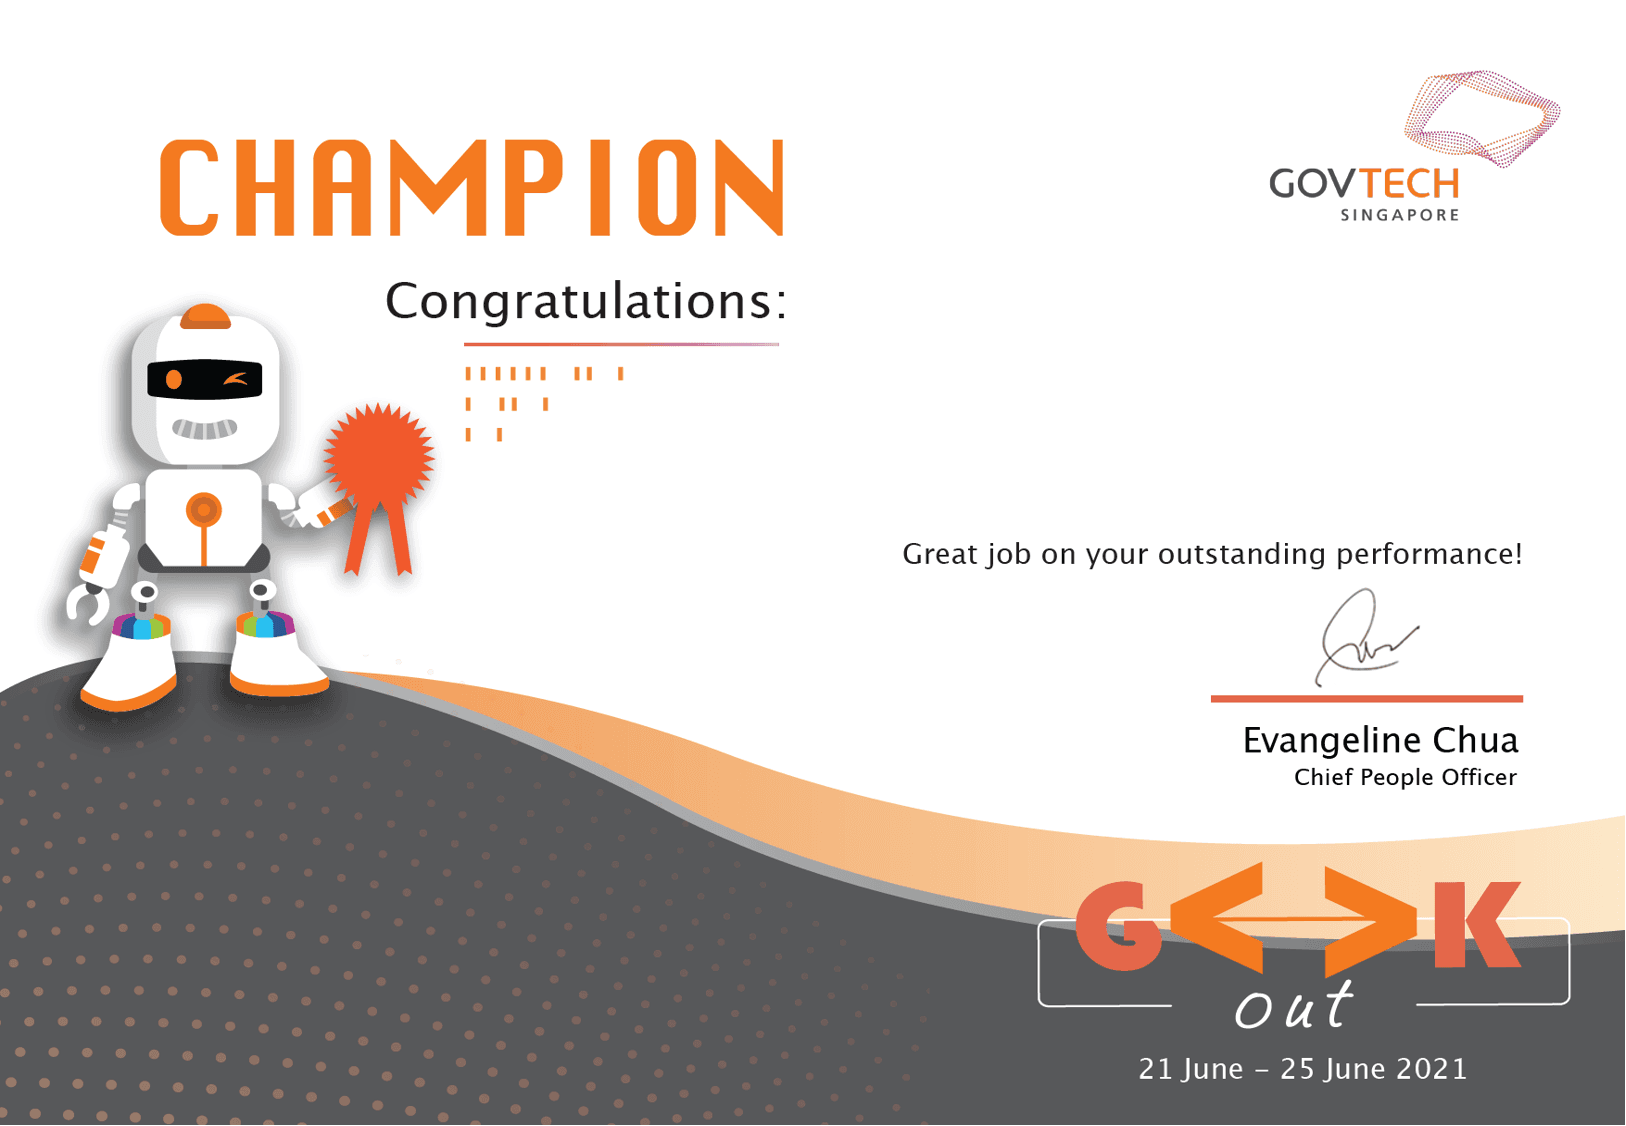 CHAMPION
GOVTECH
SINGAPORE
Congratulations:
Great job on your outstanding performance!
Evangeline Chua
Chief People Officer
G<>K
out
21 June – 25 June 2021